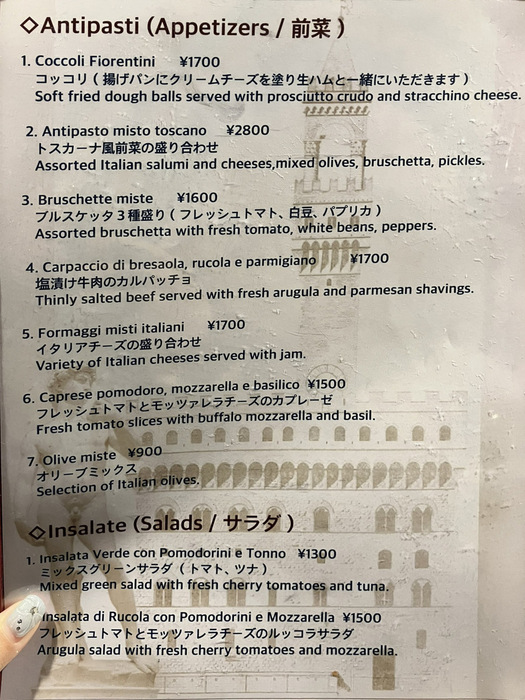 ◇Antipasti (Appetizers / 前菜 )
1. Coccoli Fiorentini ¥1700
コッコリ ( 揚げパンにクリームチーズを塗り生ハムと一緒にいただきます )
Soft fried dough balls served with prosciutto crudo and stracchino cheese.
2. Antipasto misto toscano ¥2800
トスカーナ風前菜の盛り合わせ
Assorted Italian salumi and cheeses,mixed olives, bruschetta, pickles.
3. Bruschette miste ¥1600
ブルスケッタ３種盛り ( フレッシュトマト、白豆、パプリカ )
Assorted bruschetta with fresh tomato, white beans, peppers.
4. Carpaccio di bresaola, rucola e parmigiano ¥1700
塩漬け牛肉のカルパッチョ
Thinly salted beef served with fresh arugula and parmesan shavings.
5. Formaggi misti italiani ¥1700
イタリアチーズの盛り合わせ
Variety of Italian cheeses served with jam.
6. Caprese pomodoro, mozzarella e basilico ¥1500
フレッシュトマトとモッツァレラチーズのカプレーゼ
Fresh tomato slices with buffalo mozzarella and basil.
7. Olive miste ¥900
オリーブミックス
Selection of Italian olives.
◇Insalate (Salads / サラダ )
1. Insalata Verde con Pomodorini e Tonno ¥1300
ミックスグリーンサラダ ( トマト、ツナ )
Mixed green salad with fresh cherry tomatoes and tuna.
Insalata di Rucola con Pomodorini e Mozzarella ¥1500
フレッシュトマトとモッツァレラチーズのルッコラサラダ
Arugula salad with fresh cherry tomatoes and mozzarella.